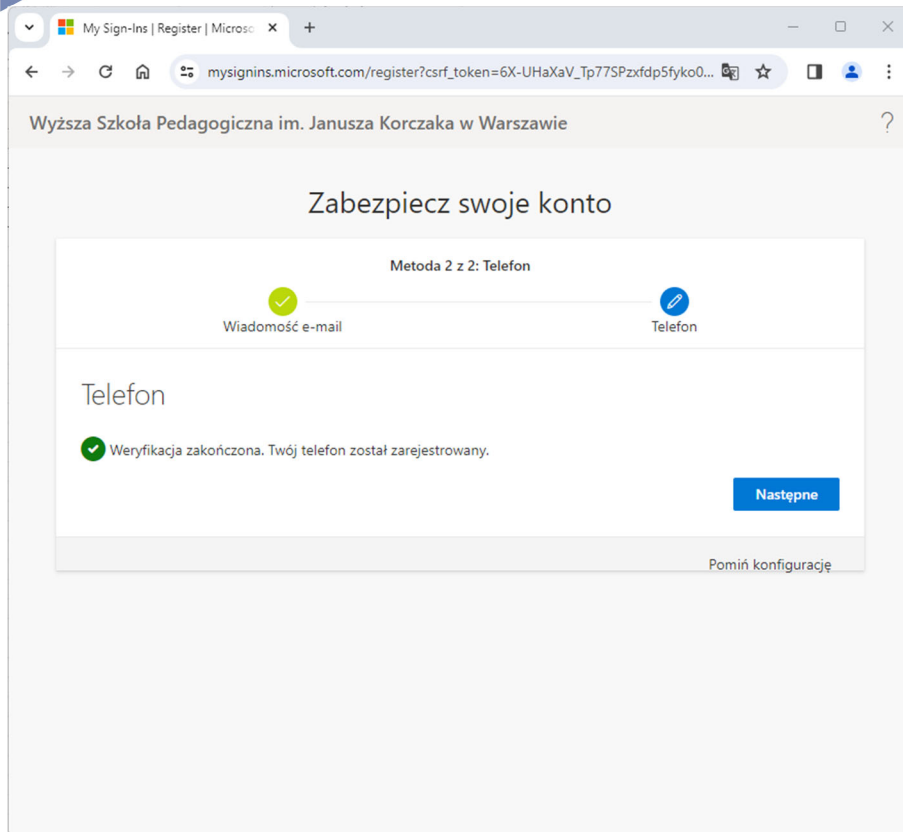 My Sign-Ins | Register | Microso
mysignins.microsoft.com/register?csrf_token=6X-UHaXaV_Tp77SPzxfdp5fyko0...
Wyższa Szkoła Pedagogiczna im. Janusza Korczaka w Warszawie
?
Zabezpiecz swoje konto
Metoda 2 z 2: Telefon
Wiadomość e-mail
Telefon
Telefon
Weryfikacja zakończona. Twój telefon został zarejestrowany.
Następne
Pomiń konfigurację